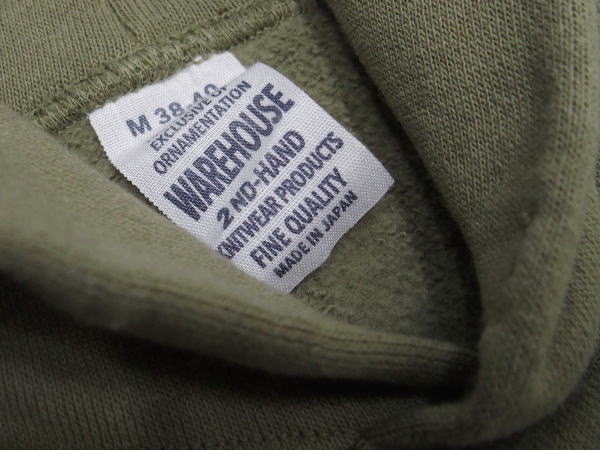 M 38-40
EXCLUSIVE &
ORNAMENTATION
WAREHOUSE
2ND-HAND
KNITWEAR PRODUCTS
FINE QUALITY
MADE IN JAPAN